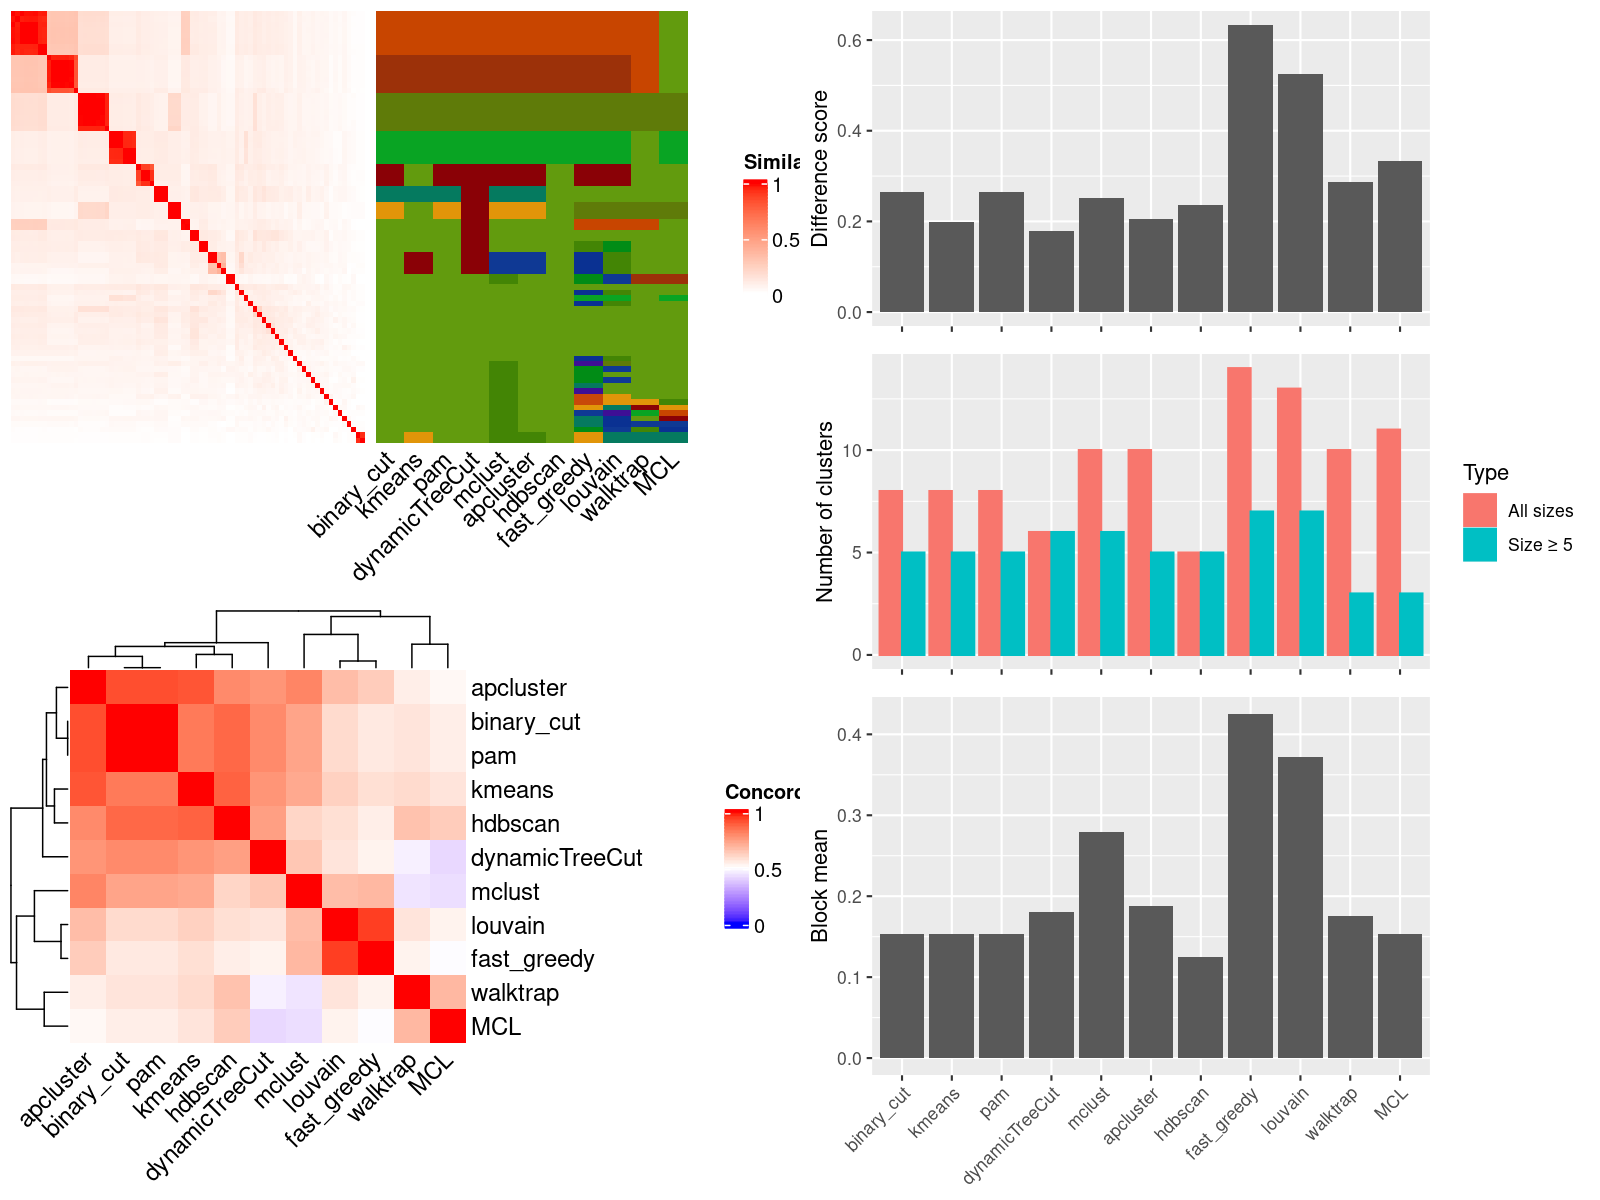 Simila
1
0.5
0
binary_cut
kmeans
pam
dynamicTreeCut
mclust
apcluster
hdbscan
fast_greedy
louvain
walktrap
MCL
apcluster
binary_cut
pam
kmeans
hdbscan
dynamicTreeCut
mclust
louvain
fast_greedy
walktrap
MCL
Concord
1
0.5
0
apcluster
binary_cut
pam
kmeans
hdbscan
dynamicTreeCut
mclust
louvain
fast_greedy
walktrap
MCL
Difference score
0.6
0.4
0.2
0.0
Number of clusters
10
5
0
Type
All sizes
Size ≥ 5
Block mean
0.4
0.3
0.2
0.1
0.0
binary_cut
kmeans
pam
dynamicTreeCut
mclust
apcluster
hdbscan
fast_greedy
louvain
walktrap
MCL